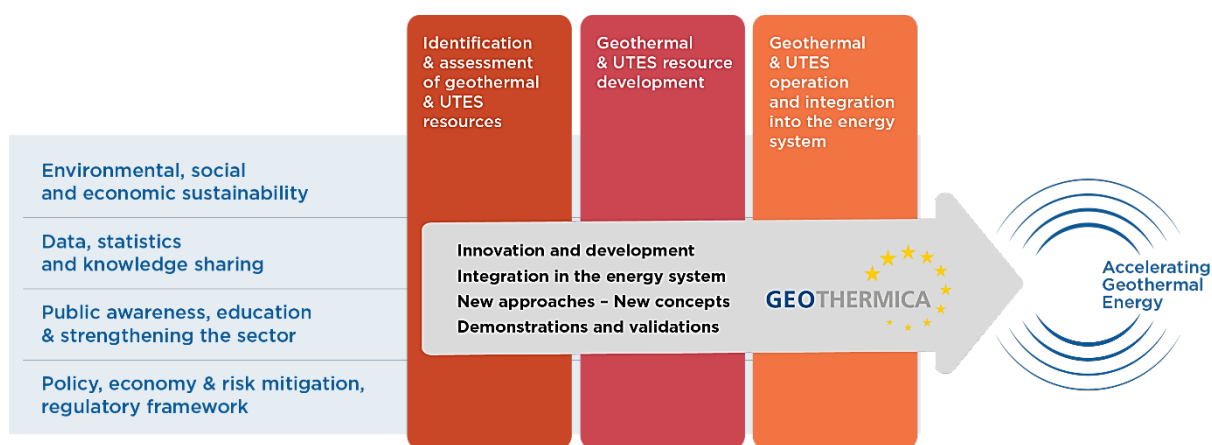 Identification
& assessment
of geothermal
& UTES
resources
Geothermal
& UTES resource
development
Geothermal
& UTES
operation
and integration
into the energy
system
Environmental, social
and economic sustainability
Data, statistics
and knowledge sharing
Public awareness, education
& strengthening the sector
Policy, economy & risk mitigation,
regulatory framework
Innovation and development
Integration in the energy system
New approaches – New concepts
Demonstrations and validations
GEOTHERMICA
Accelerating
Geothermal
Energy